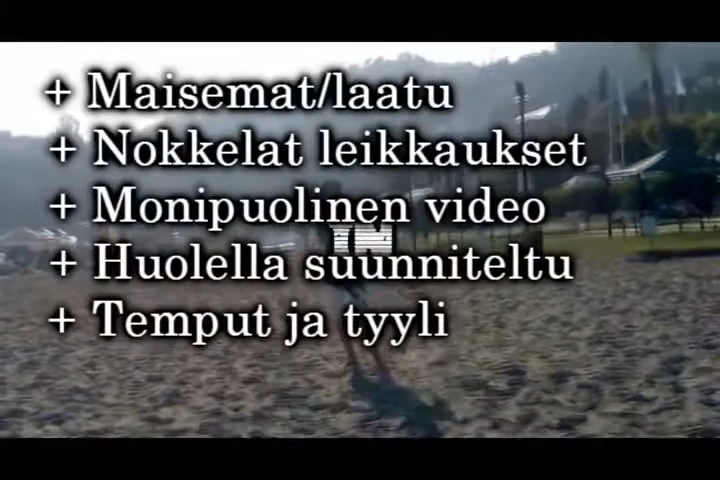 + Maisemat/laatu
+ Nokkelat leikkaukset
+ Monipuolinen video
+ Huolella suunniteltu
+ Temput ja tyyli